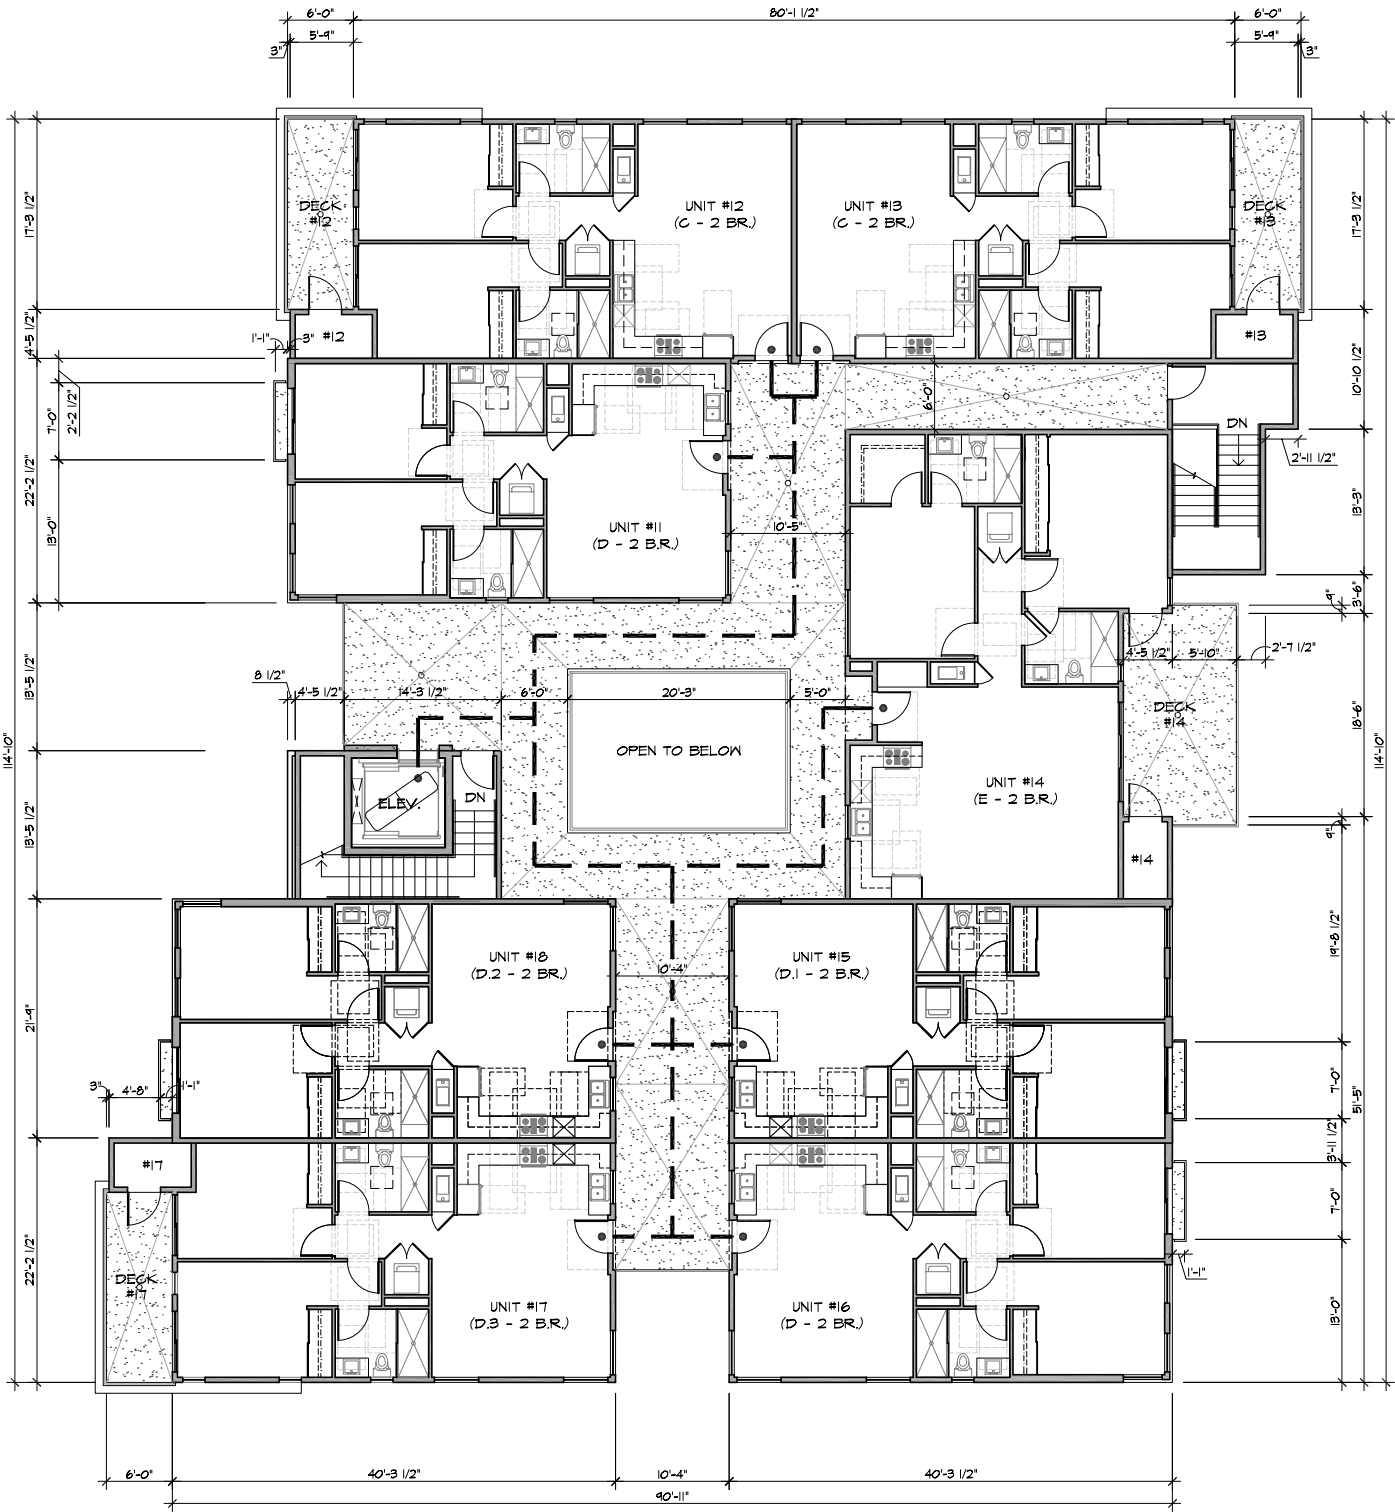 6'-0"
80'-1 1/2"
6'-0"
5'-9"
5'-9"
3"
3"
17'-3 1/2"
DECK
#12
UNIT #12
(C - 2 BR.)
UNIT #13
(C - 2 BR.)
DECK
#13
17'-3 1/2"
4'-5 1/2"
1'-1"
3"
#12
#13
10'-10 1/2"
7'-0"
2'-2 1/2"
6'-0"
DN
2'-11 1/2"
22'-2 1/2"
13'-0"
UNIT #11
(D - 2 B.R.)
10'-5"
13'-3"
9"
3'-6"
13'-5 1/2"
8 1/2"
4'-5 1/2"
14'-3 1/2"
6'-0"
20'-3"
5'-0"
4'-5 1/2"
5'-10"
2'-7 1/2"
DECK
#14
18'-6"
114'-10"
OPEN TO BELOW
114'-10"
ELEV.
DN
UNIT #14
(E - 2 B.R.)
13'-5 1/2"
9"
#14
UNIT #18
(D.2 - 2 BR.)
10'-4"
UNIT #15
(D.1 - 2 B.R.)
19'-8 1/2"
21'-9"
3"
4'-8"
1'-1"
7'-0"
51'-5"
3'-11 1/2"
#17
7'-0"
22'-2 1/2"
DECK
#17
1'-1"
UNIT #17
(D.3 - 2 B.R.)
UNIT #16
(D - 2 BR.)
13'-0"
6'-0"
40'-3 1/2"
10'-4"
40'-3 1/2"
90'-11"